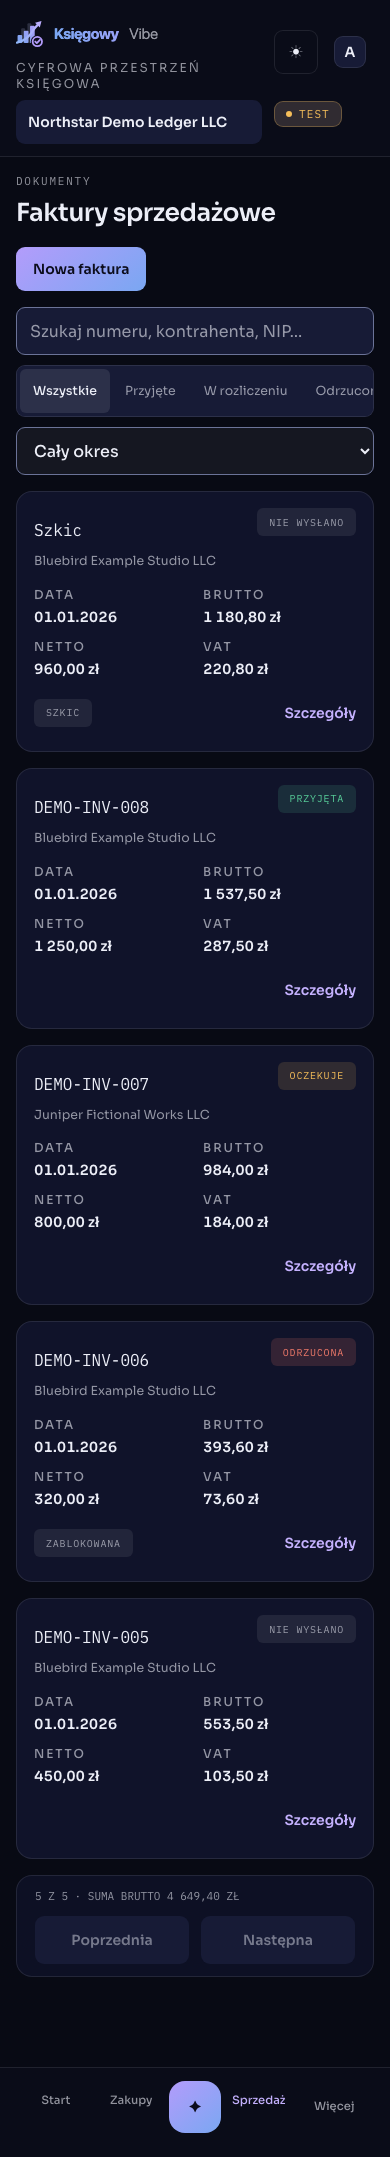 Księgowy Vibe
CYFROWA PRZESTRZEŃ
KSIĘGOWA
A
Northstar Demo Ledger LLC
TEST
DOKUMENTY
Faktury sprzedażowe
Nowa faktura
Szukaj numeru, kontrahenta, NIP...
Wszystkie Przyjęte W rozliczeniu Odrzucon
Cały okres
Szkic NIE WYSŁANO
Bluebird Example Studio LLC
DATA BRUTTO
01.01.2026 1 180,80 zł
NETTO VAT
960,00 zł 220,80 zł
SZKIC Szczegóły
DEMO-INV-008 PRZYJĘTA
Bluebird Example Studio LLC
DATA BRUTTO
01.01.2026 1 537,50 zł
NETTO VAT
1 250,00 zł 287,50 zł
Szczegóły
DEMO-INV-007 OCZEKUJE
Juniper Fictional Works LLC
DATA BRUTTO
01.01.2026 984,00 zł
NETTO VAT
800,00 zł 184,00 zł
Szczegóły
DEMO-INV-006 ODRZUCONA
Bluebird Example Studio LLC
DATA BRUTTO
01.01.2026 393,60 zł
NETTO VAT
320,00 zł 73,60 zł
ZABLOKOWANA Szczegóły
DEMO-INV-005 NIE WYSŁANO
Bluebird Example Studio LLC
DATA BRUTTO
01.01.2026 553,50 zł
NETTO VAT
450,00 zł 103,50 zł
Szczegóły
5 Z 5 · SUMA BRUTTO 4 649,40 ZŁ
Poprzednia Następna
Start Zakupy Sprzedaż Więcej